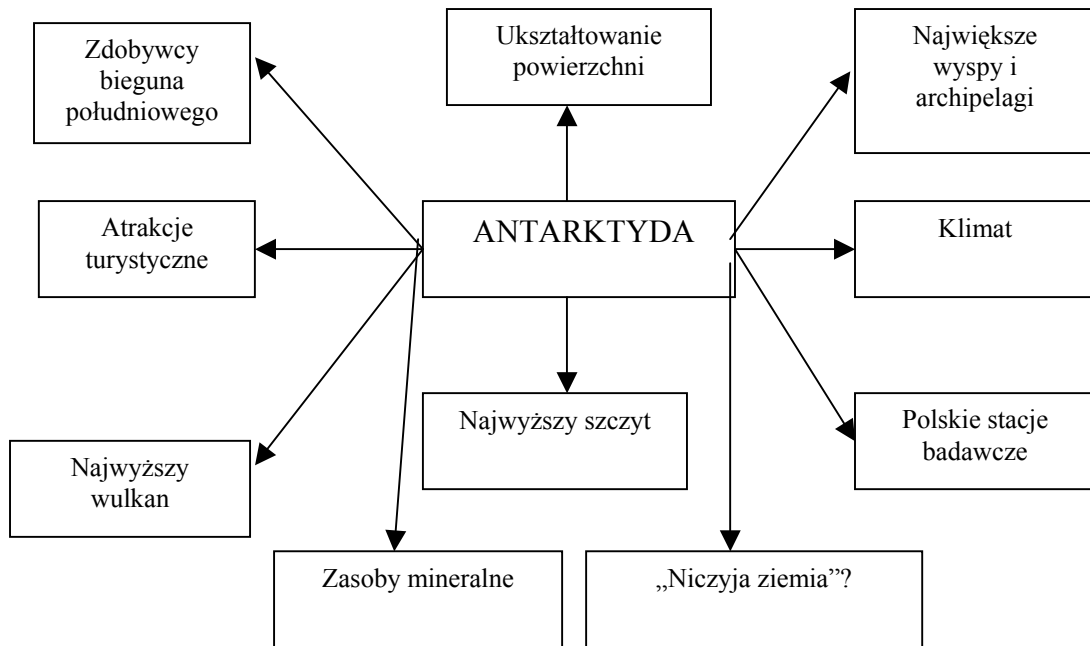 Zdobywcy
bieguna
południowego
Ukształtowanie
powierzchni
Największe
wyspy i
archipelagi
Atrakcje
turystyczne
ANTARKTYDA
Klimat
Najwyższy
wulkan
Najwyższy szczyt
Polskie stacje
badawcze
Zasoby mineralne
„Niczyja ziemia”?